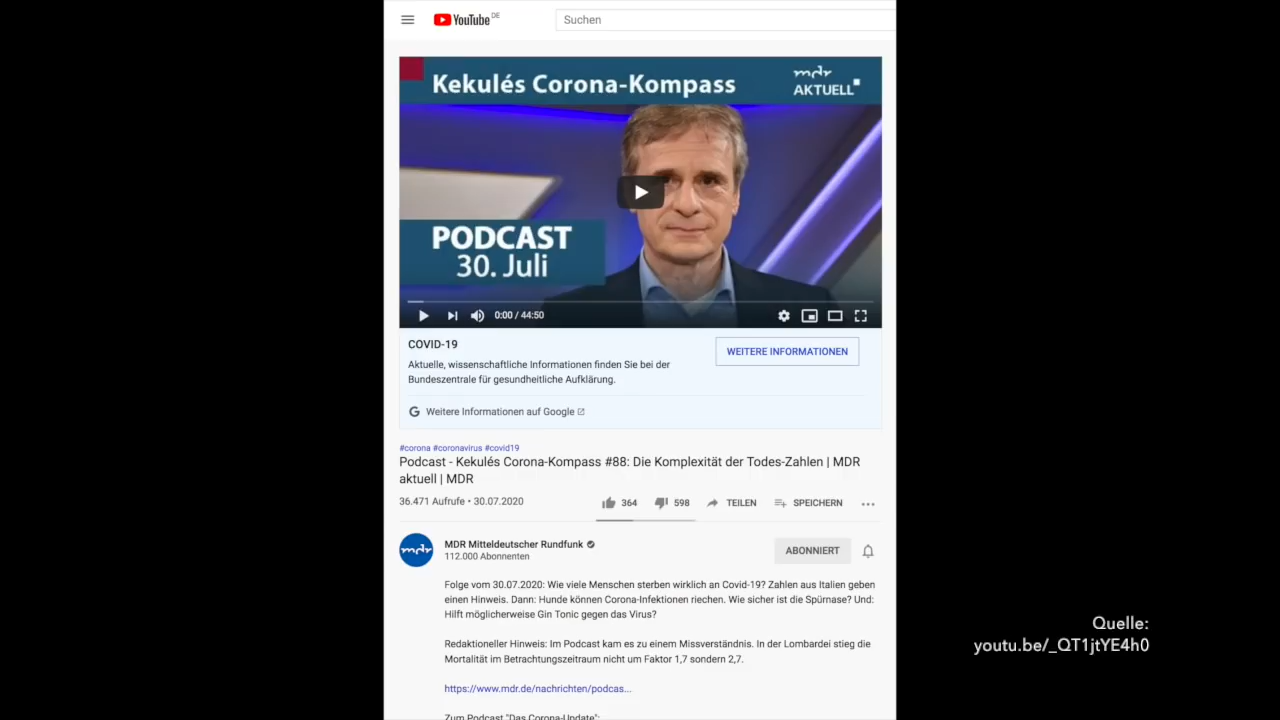 YouTube DE
Suchen
Kekulés Corona-Kompass
mdr
AKTUELL
PODCAST
30. Juli
0:00 / 44:50
COVID-19
WEITERE INFORMATIONEN
Aktuelle, wissenschaftliche Informationen finden Sie bei der
Bundeszentrale für gesundheitliche Aufklärung.
G Weitere Informationen auf Google
#corona #coronavirus #covid19
Podcast - Kekulés Corona-Kompass #88: Die Komplexität der Todes-Zahlen | MDR
aktuell | MDR
36.471 Aufrufe • 30.07.2020
364 598 TEILEN SPEICHERN
mdr
MDR Mitteldeutscher Rundfunk
112.000 Abonnenten
ABONNIERT
Folge vom 30.07.2020: Wie viele Menschen sterben wirklich an Covid-19? Zahlen aus Italien geben
einen Hinweis. Dann: Hunde können Corona-Infektionen riechen. Wie sicher ist die Spürnase? Und:
Hilft möglicherweise Gin Tonic gegen das Virus?
Redaktioneller Hinweis: Im Podcast kam es zu einem Missverständnis. In der Lombardei stieg die
Mortalität im Betrachtungszeitraum nicht um Faktor 1,7 sondern 2,7.
https://www.mdr.de/nachrichten/podcas...
Zum Podcast "Das Corona-Update":
Quelle:
youtu.be/_QT1jtYE4h0